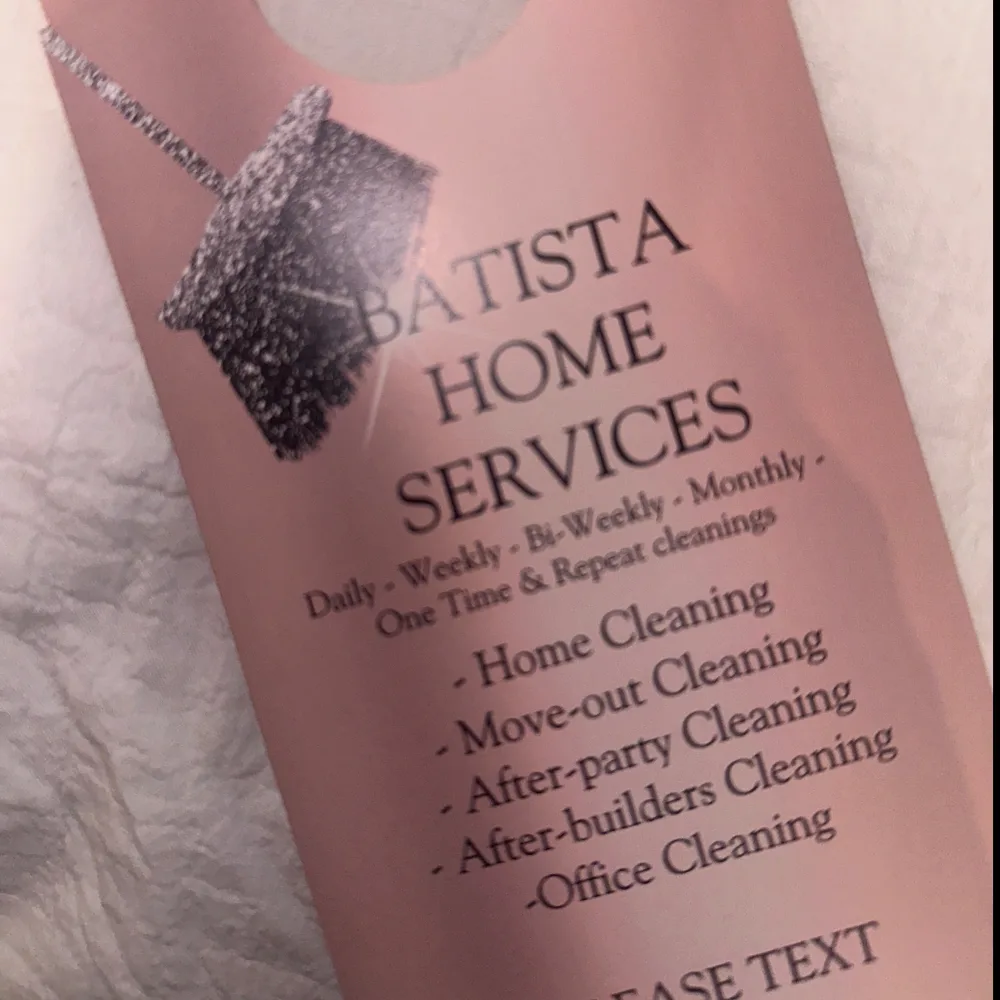 BATISTA
HOME
SERVICES
Daily - Weekly - Bi-Weekly - Monthly -
One Time & Repeat cleanings
- Home Cleaning
- Move-out Cleaning
- After-party Cleaning
- After-builders Cleaning
-Office Cleaning
TEXT